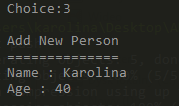 Choice:3
Add New Person
==============
Name : Karolina
Age : 40